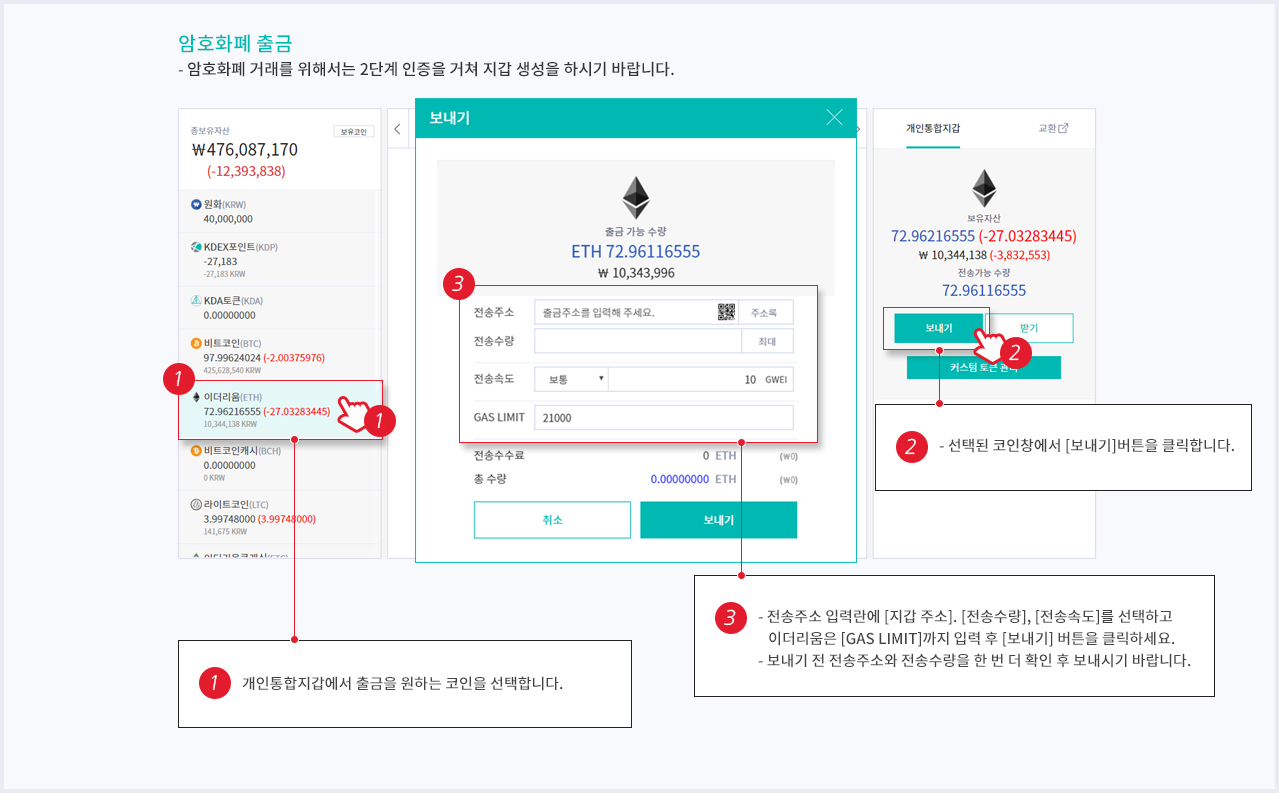 암호화폐 출금
- 암호화폐 거래를 위해서는 2단계 인증을 거쳐 지갑 생성을 하시기 바랍니다.
총보유자산
보유코인
₩476,087,170
(-12,393,838)
원화(KRW)
40,000,000
KDEX포인트(KDP)
-27,183
-27,183 KRW
KDA토큰(KDA)
0.00000000
비트코인(BTC)
97.99624024 (-2.00375976)
425,628,540 KRW
1
이더리움(ETH)
72.96216555 (-27.03283445)
10,344,138 KRW
1
비트코인캐시(BCH)
0.00000000
0 KRW
라이트코인(LTC)
3.99748000 (3.99748000)
141,675 KRW
이더리움클래식(ETC)
보내기
출금 가능 수량
ETH 72.96116555
₩ 10,343,996
3
전송주소 출금주소를 입력해 주세요. 주소록
전송수량 최대
전송속도 보통 ▼ 10 GWEI
GAS LIMIT 21000
전송수수료 0 ETH (₩0)
총 수량 0.00000000 ETH (₩0)
취소 보내기
개인통합지갑 교환
보유자산
72.96216555 (-27.03283445)
₩ 10,344,138 (-3,832,553)
전송가능 수량
72.96116555
보내기 받기
2
커스텀 토큰 관리
2 - 선택된 코인창에서 [보내기]버튼을 클릭합니다.
3 - 전송주소 입력란에 [지갑 주소]. [전송수량], [전송속도]를 선택하고
이더리움은 [GAS LIMIT]까지 입력 후 [보내기] 버튼을 클릭하세요.
- 보내기 전 전송주소와 전송수량을 한 번 더 확인 후 보내시기 바랍니다.
1 개인통합지갑에서 출금을 원하는 코인을 선택합니다.